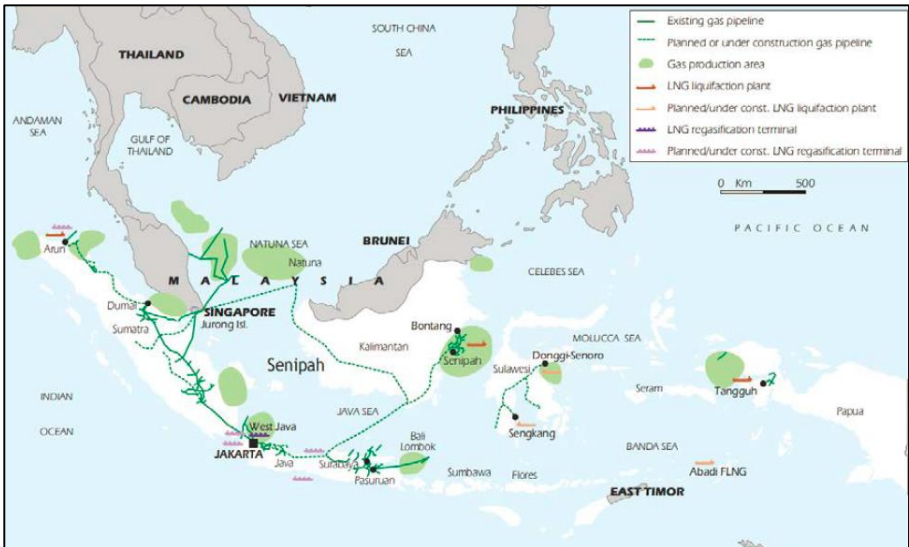 Existing gas pipeline
Planned or under construction gas pipeline
Gas production area
LNG liquifaction plant
Planned/under const. LNG liquifaction plant
LNG regasification terminal
Planned/under const. LNG regasification terminal
0 Km 500
SOUTH CHINA
SEA
THAILAND
CAMBODIA
VIETNAM
PHILIPPINES
ANDAMAN
SEA
GULF OF
THAILAND
PACIFIC OCEAN
BRUNEI
NATUNA SEA
Natuna
CELEBES SEA
Arun
MALAYSIA
Dumai
SINGAPORE
Jurong Isl.
Sumatra
Bontang
Kalimantan
Senipah
Senipah
MOLUCCA SEA
Donggi-Senoro
Sulawesi
Tangguh
Seram
Papua
INDIAN
OCEAN
JAVA SEA
West Java
JAKARTA
Java
Surabaya
Pasuruan
Bali
Lombok
Sengkang
BANDA SEA
Sumbawa
Flores
Abadi FLNG
EAST TIMOR